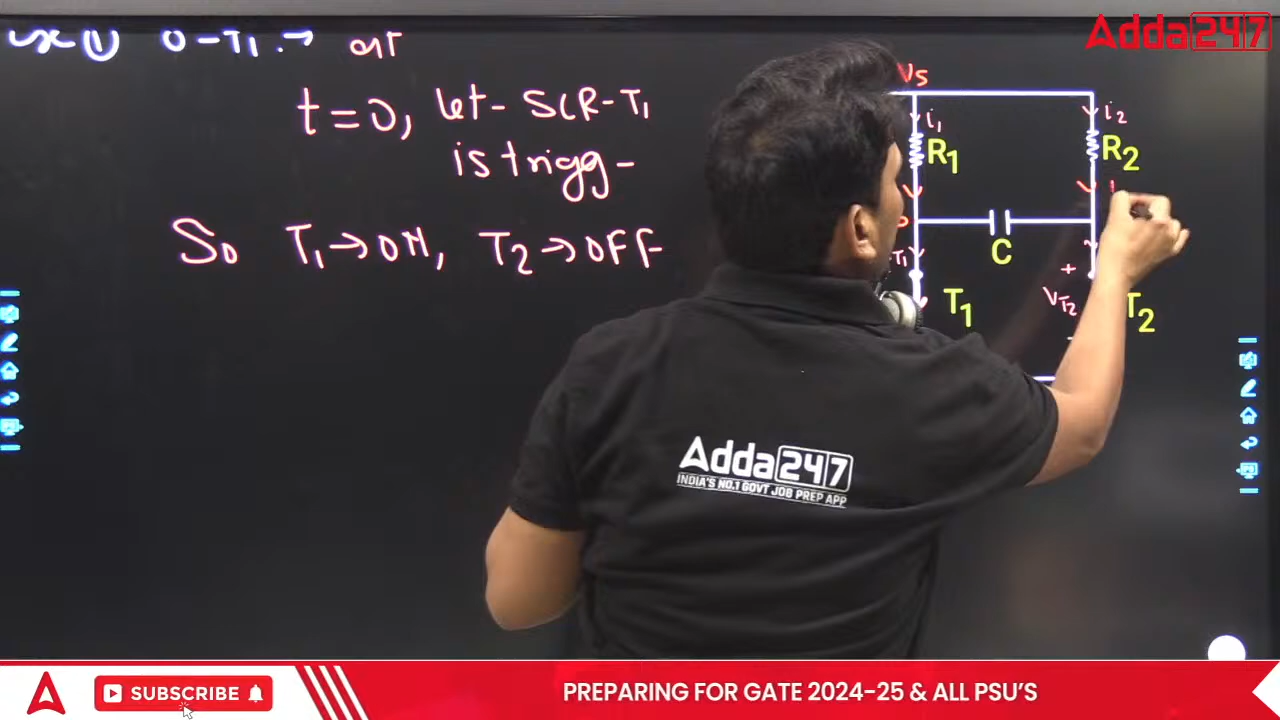 Adda247
0-T1 → at
t=0, let- SCR-T1
is trigg-
So T1→ON, T2→OFF
Vs
i1
i2
R1
R2
C
T1
+
VT2
T1
T2
Adda247
INDIA'S NO.1 GOVT JOB PREP APP
SUBSCRIBE
PREPARING FOR GATE 2024-25 & ALL PSU'S